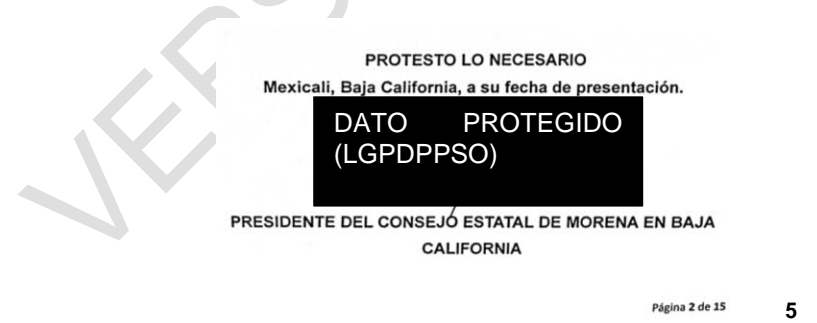 PROTESTO LO NECESARIO
Mexicali, Baja California, a su fecha de presentación.
DATO PROTEGIDO
(LGPDPPSO)
PRESIDENTE DEL CONSEJO ESTATAL DE MORENA EN BAJA
CALIFORNIA
Página 2 de 15
5